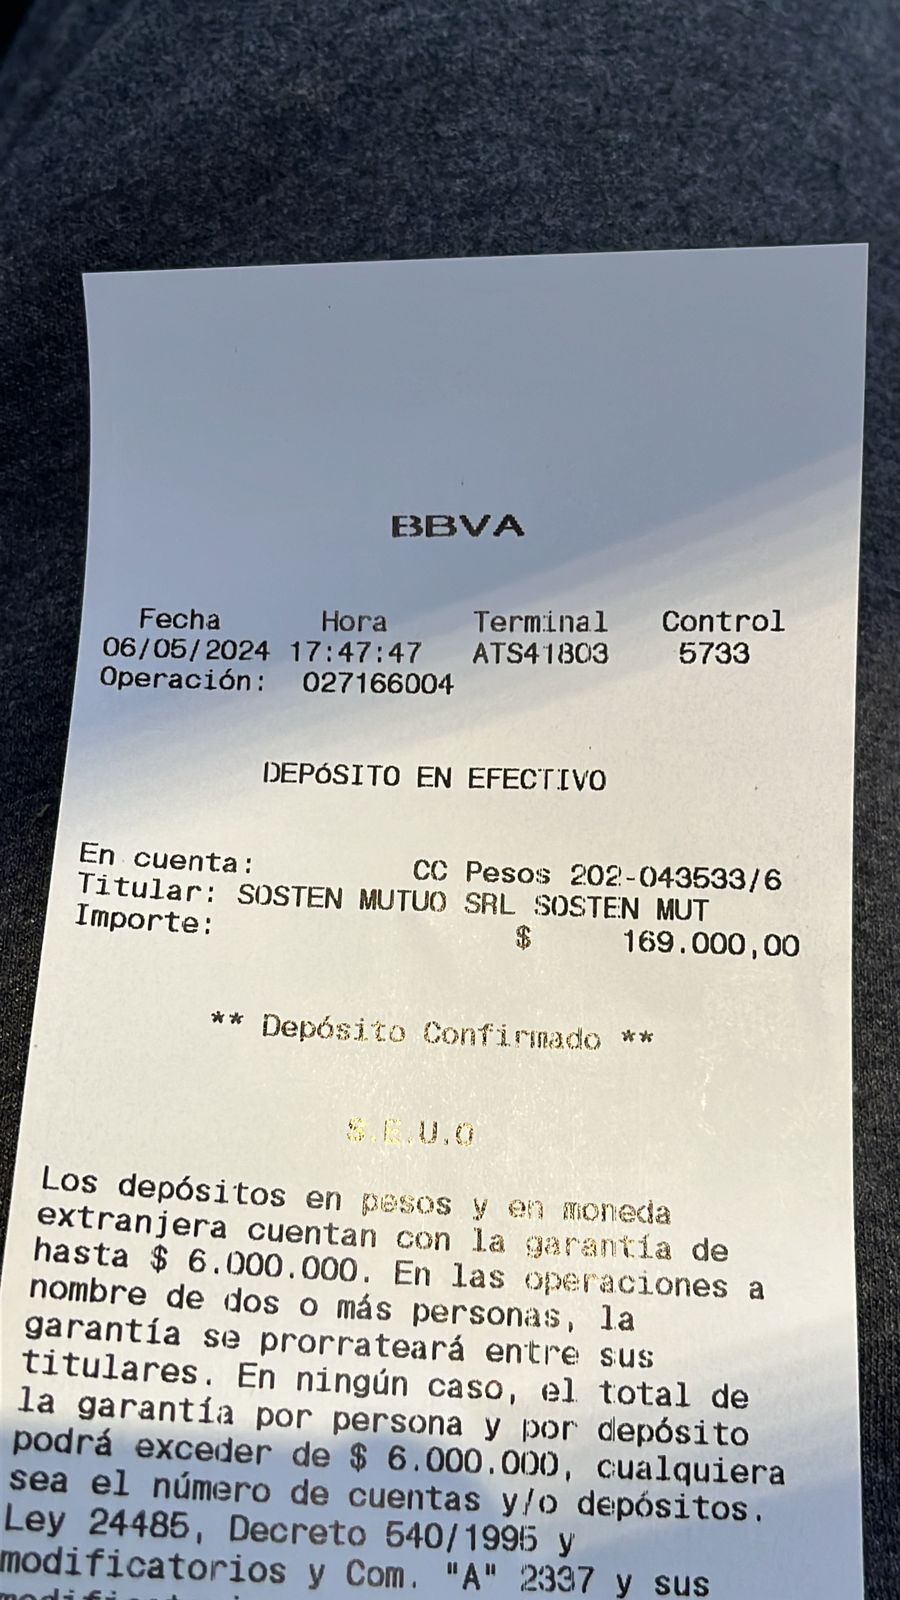 BBVA
Fecha Hora Terminal Control
06/05/2024 17:47:47 ATS41803 5733
Operación: 027166004
DEPóSITO EN EFECTIVO
En cuenta: CC Pesos 202-043533/6
Titular: SOSTEN MUTUO SRL SOSTEN MUT
Importe: $ 169.000,00
** Depósito Confirmado **
S.E.U.O
Los depósitos en pesos y en moneda
extranjera cuentan con la garantía de
hasta $ 6.000.000. En las operaciones a
nombre de dos o más personas, la
garantía se prorrateará entre sus
titulares. En ningún caso, el total de
la garantía por persona y por depósito
podrá exceder de $ 6.000.000, cualquiera
sea el número de cuentas y/o depósitos.
Ley 24485, Decreto 540/1995 y
modificatorios y Com. "A" 2337 y sus